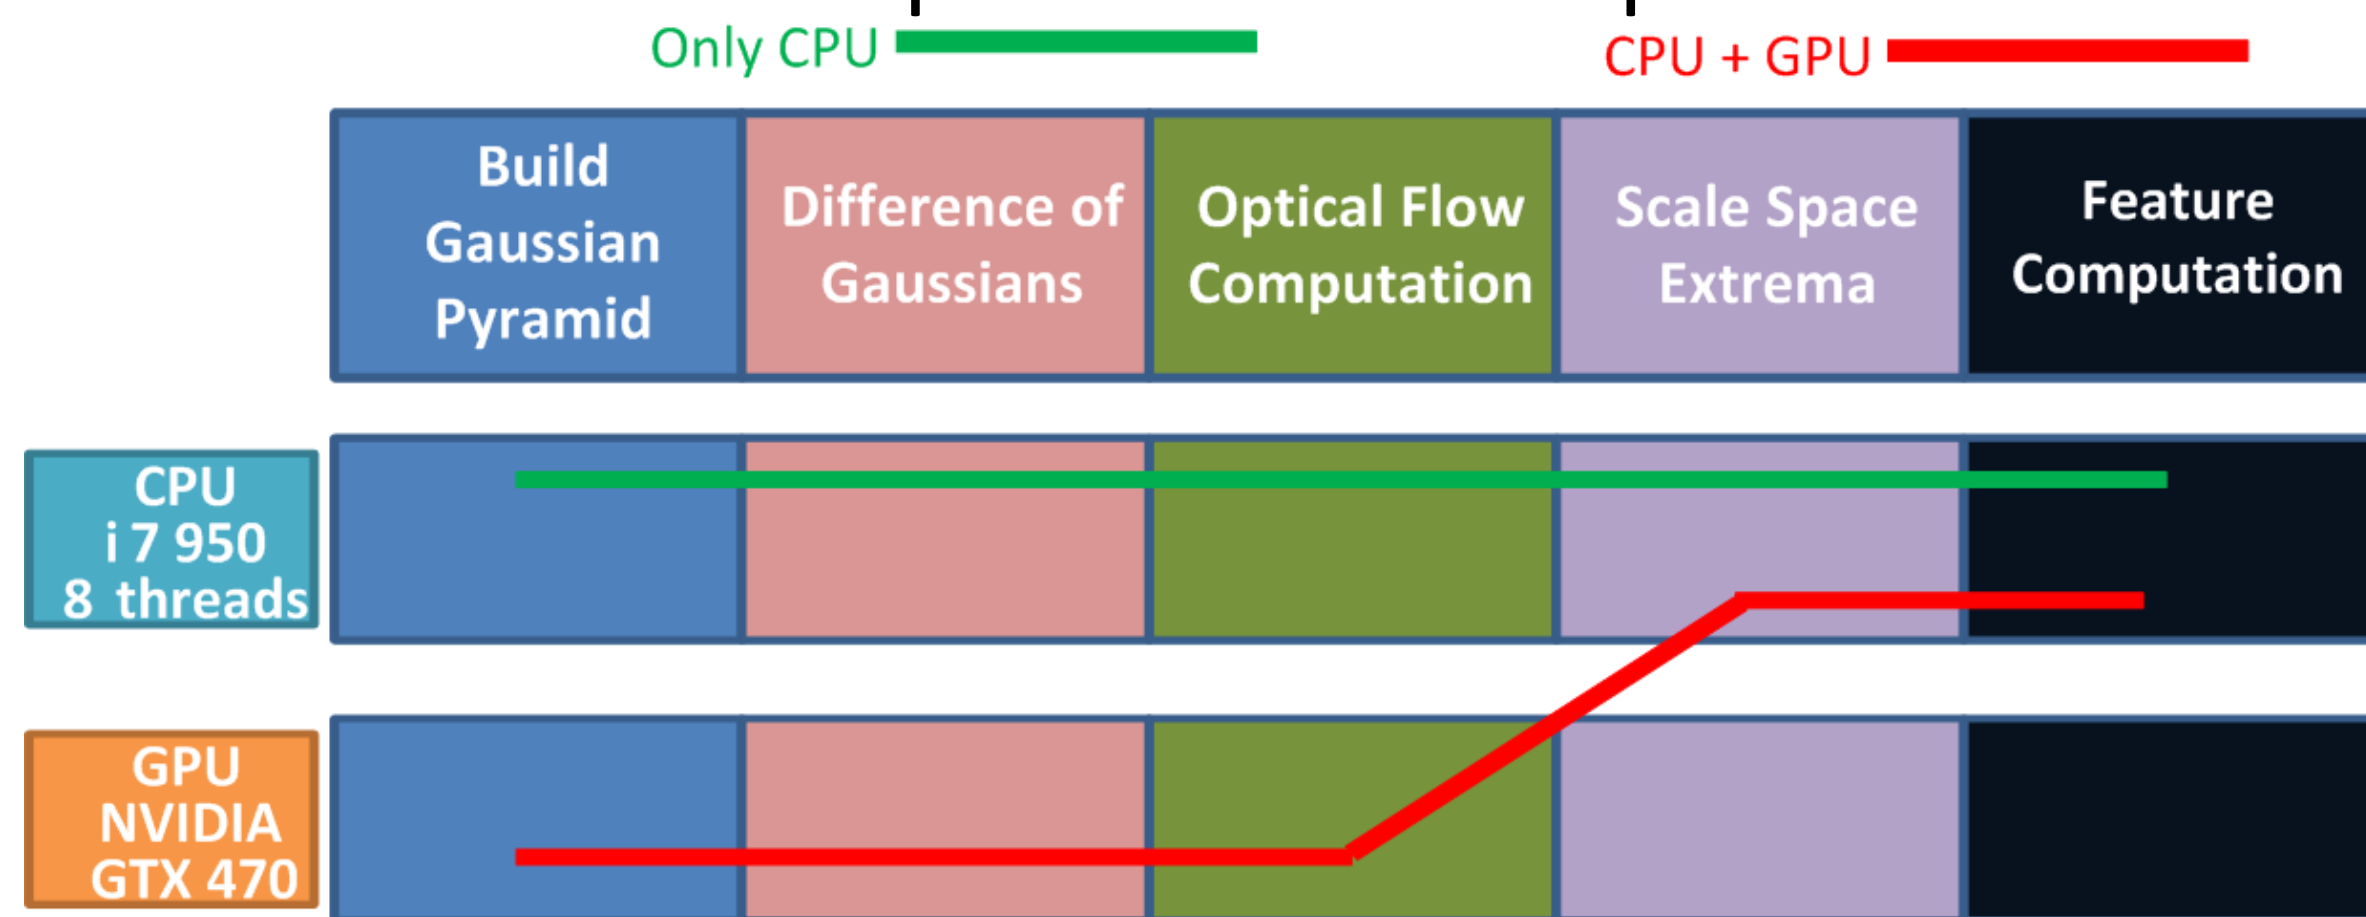 Only CPU
CPU + GPU
Build
Gaussian
Pyramid
Difference of
Gaussians
Optical Flow
Computation
Scale Space
Extrema
Feature
Computation
CPU
i 7 950
8 threads
GPU
NVIDIA
GTX 470